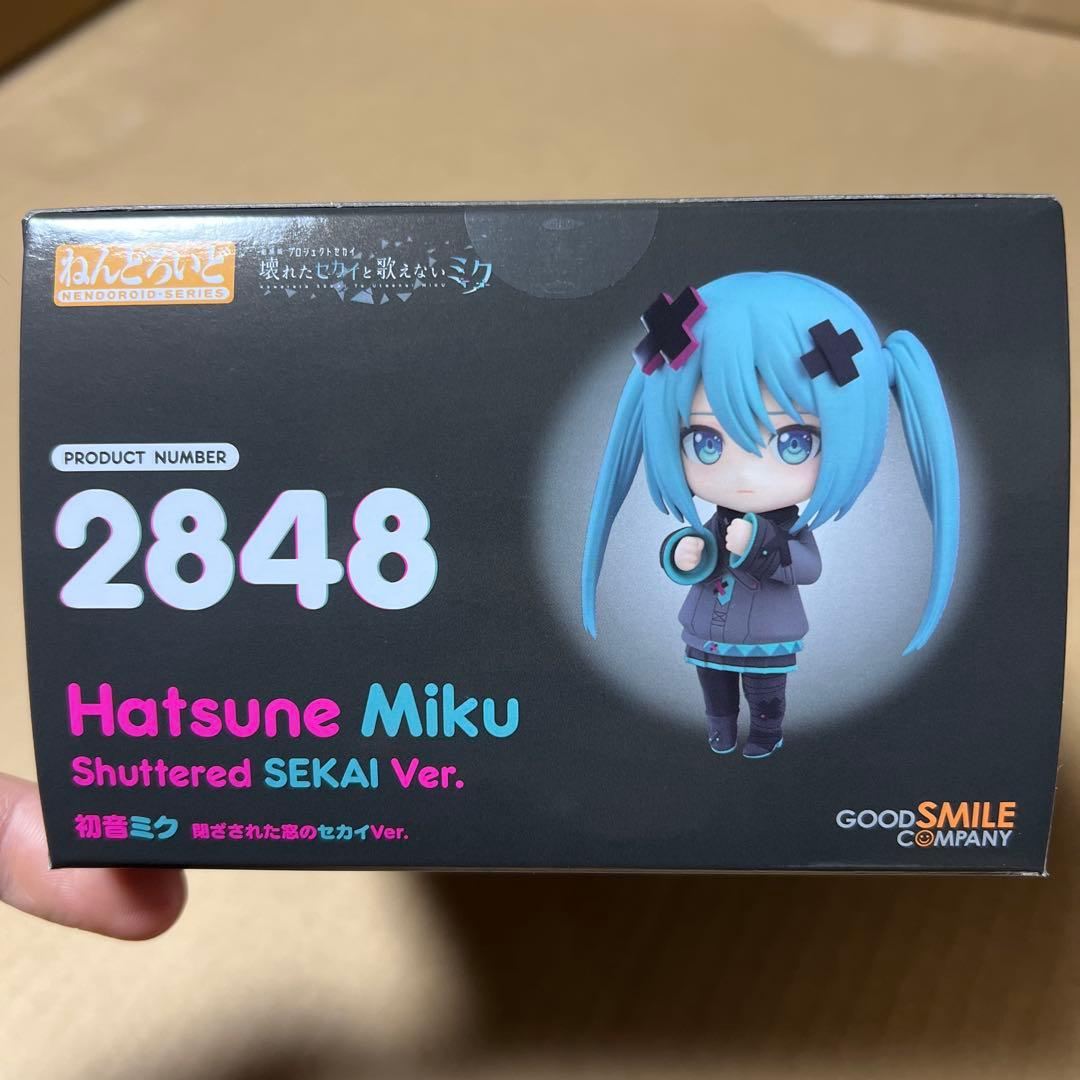 ねんどろいど
NENDOROID·SERIES
劇場版 プロジェクトセカイ
壊れたセカイと歌えないミク
PRODUCT NUMBER
2848
Hatsune Miku
Shuttered SEKAI Ver.
初音ミク 閉ざされた窓のセカイVer.
GOOD SMILE
COMPANY